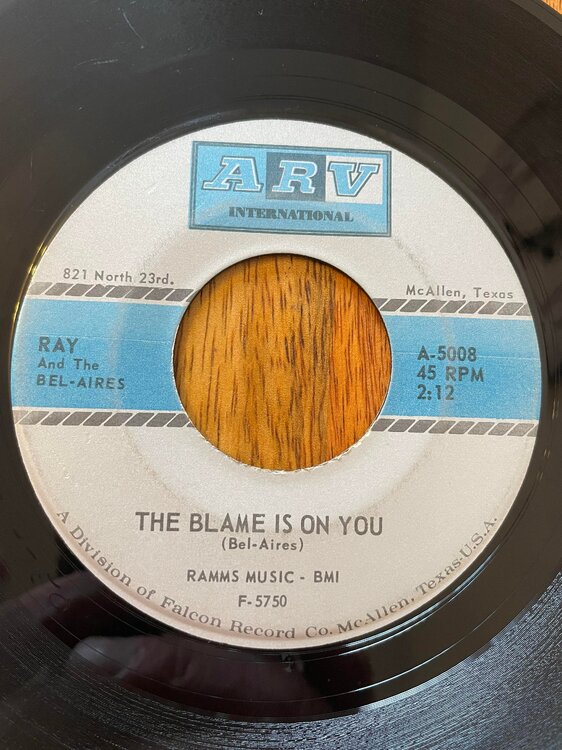 ARV
INTERNATIONAL
821 North 23rd.
McAllen, Texas
RAY
And The
BEL-AIRES
A-5008
45 RPM
2:12
THE BLAME IS ON YOU
(Bel-Aires)
RAMMS MUSIC - BMI
F-5750
A Division of Falcon Record Co. McAllen, Texas-U.S.A.